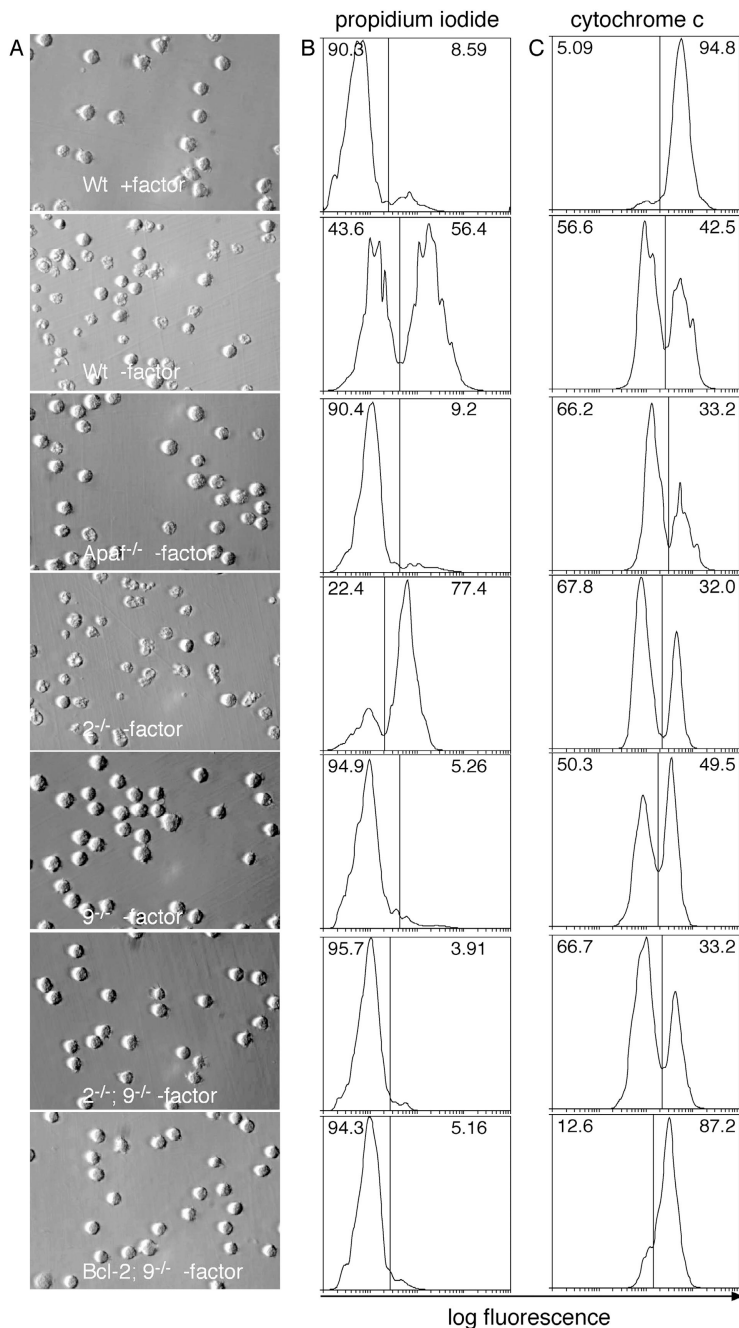 propidium iodide
cytochrome c
A
B
C
Wt +factor
90.3
8.59
5.09
94.8
Wt -factor
43.6
56.4
56.6
42.5
Apaf-/- -factor
90.4
9.2
66.2
33.2
2-/- -factor
22.4
77.4
67.8
32.0
9-/- -factor
94.9
5.26
50.3
49.5
2-/-; 9-/- -factor
95.7
3.91
66.7
33.2
Bcl-2; 9-/- -factor
94.3
5.16
12.6
87.2
log fluorescence